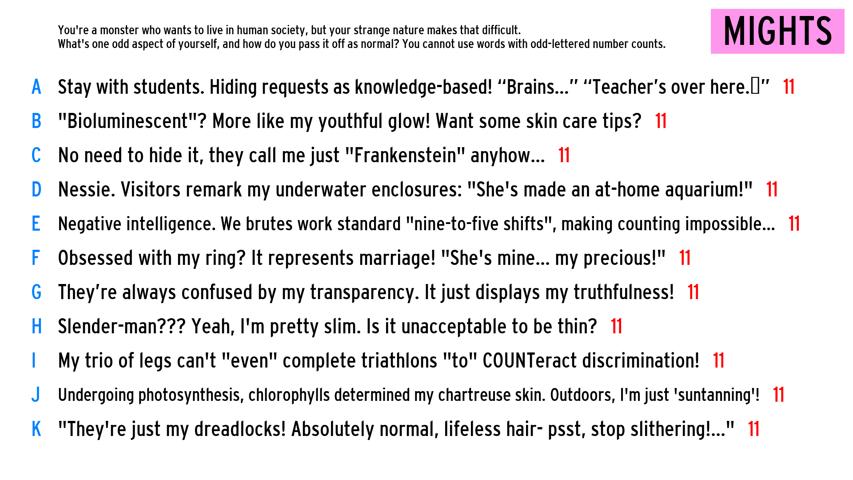 You're a monster who wants to live in human society, but your strange nature makes that difficult.
What's one odd aspect of yourself, and how do you pass it off as normal? You cannot use words with odd-lettered number counts.
MIGHTS
A Stay with students. Hiding requests as knowledge-based! “Brains...” “Teacher’s over here.▯” 11
B "Bioluminescent"? More like my youthful glow! Want some skin care tips? 11
C No need to hide it, they call me just "Frankenstein" anyhow... 11
D Nessie. Visitors remark my underwater enclosures: "She's made an at-home aquarium!" 11
E Negative intelligence. We brutes work standard "nine-to-five shifts", making counting impossible... 11
F Obsessed with my ring? It represents marriage! "She's mine... my precious!" 11
G They’re always confused by my transparency. It just displays my truthfulness! 11
H Slender-man??? Yeah, I'm pretty slim. Is it unacceptable to be thin? 11
I My trio of legs can't "even" complete triathlons "to" COUNTeract discrimination! 11
J Undergoing photosynthesis, chlorophylls determined my chartreuse skin. Outdoors, I'm just 'suntanning'! 11
K "They're just my dreadlocks! Absolutely normal, lifeless hair- psst, stop slithering!..." 11